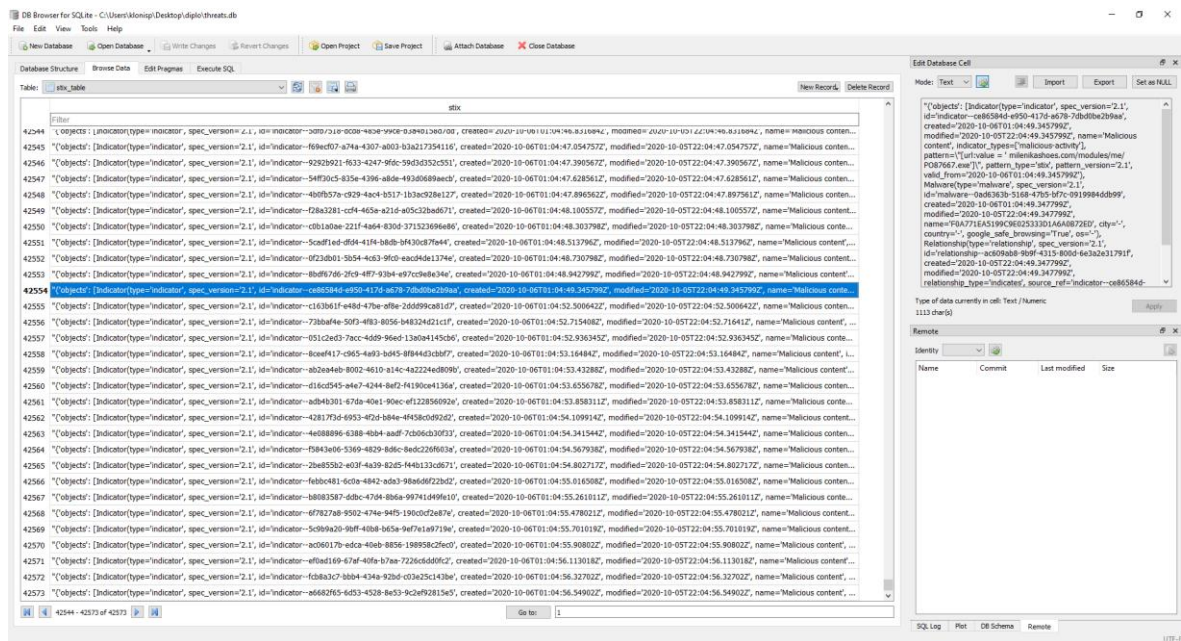 DB Browser for SQLite - C:\Users\klonisp\Desktop\diplo\threats.db
File Edit View Tools Help
New Database Open Database Write Changes Revert Changes Open Project Save Project Attach Database Close Database
Database Structure Browse Data Edit Pragmas Execute SQL
Table: stix_table New Record Delete Record
stix
Filter
42544
42545 "{'objects': [Indicator(type='indicator', spec_version='2.1', id='indicator--f69ecf07-a74a-4307-a003-b3a217354116', created='2020-10-06T01:04:47.054757Z', modified='2020-10-05T22:04:47.054757Z', name='Malicious conten...
42546 "{'objects': [Indicator(type='indicator', spec_version='2.1', id='indicator--9292b921-f633-4247-9fdc-59d3d352c551', created='2020-10-06T01:04:47.390567Z', modified='2020-10-05T22:04:47.390567Z', name='Malicious conten...
42547 "{'objects': [Indicator(type='indicator', spec_version='2.1', id='indicator--54ff30c5-835e-4396-a8de-493d0689aecb', created='2020-10-06T01:04:47.628561Z', modified='2020-10-05T22:04:47.628561Z', name='Malicious conten...
42548 "{'objects': [Indicator(type='indicator', spec_version='2.1', id='indicator--4b0fb57a-c929-4ac4-b517-1b3ac928e127', created='2020-10-06T01:04:47.896562Z', modified='2020-10-05T22:04:47.897561Z', name='Malicious conten...
42549 "{'objects': [Indicator(type='indicator', spec_version='2.1', id='indicator--f28a3281-ccf4-465a-a21d-a05c32bad671', created='2020-10-06T01:04:48.100557Z', modified='2020-10-05T22:04:48.100557Z', name='Malicious conten...
42550 "{'objects': [Indicator(type='indicator', spec_version='2.1', id='indicator--c0b1a0ae-221f-4a64-830d-371523696e86', created='2020-10-06T01:04:48.303798Z', modified='2020-10-05T22:04:48.303798Z', name='Malicious conte...
42551 "{'objects': [Indicator(type='indicator', spec_version='2.1', id='indicator--5cadf1ed-dfd4-41f4-b8db-bf430c87fa44', created='2020-10-06T01:04:48.513796Z', modified='2020-10-05T22:04:48.513796Z', name='Malicious content',...
42552 "{'objects': [Indicator(type='indicator', spec_version='2.1', id='indicator--0f23db01-5b54-4c63-9fc0-eacd4de1374e', created='2020-10-06T01:04:48.730798Z', modified='2020-10-05T22:04:48.730798Z', name='Malicious conten...
42553 "{'objects': [Indicator(type='indicator', spec_version='2.1', id='indicator--8bdf67d6-2fc9-4ff7-93b4-e97cc9e8e34e', created='2020-10-06T01:04:48.942799Z', modified='2020-10-05T22:04:48.942799Z', name='Malicious content'...
42554 "{'objects': [Indicator(type='indicator', spec_version='2.1', id='indicator--ce86584d-e950-417d-a678-7dbd0be2b9aa', created='2020-10-06T01:04:49.345799Z', modified='2020-10-05T22:04:49.345799Z', name='Malicious conte...
42555 "{'objects': [Indicator(type='indicator', spec_version='2.1', id='indicator--c163b61f-e48d-47be-af8e-2ddd99ca81d7', created='2020-10-06T01:04:52.500642Z', modified='2020-10-05T22:04:52.500642Z', name='Malicious conten...
42556 "{'objects': [Indicator(type='indicator', spec_version='2.1', id='indicator--73bbaf4e-50f3-4f83-8056-b48324d21c1f', created='2020-10-06T01:04:52.715408Z', modified='2020-10-05T22:04:52.71641Z', name='Malicious content', ...
42557 "{'objects': [Indicator(type='indicator', spec_version='2.1', id='indicator--051c2ed3-7acc-4dd9-96ed-13a0a4145cb6', created='2020-10-06T01:04:52.936345Z', modified='2020-10-05T22:04:52.936345Z', name='Malicious conte...
42558 "{'objects': [Indicator(type='indicator', spec_version='2.1', id='indicator--8ceef417-c965-4a93-bd45-8f844d3cbbf7', created='2020-10-06T01:04:53.16484Z', modified='2020-10-05T22:04:53.16484Z', name='Malicious content', i...
42559 "{'objects': [Indicator(type='indicator', spec_version='2.1', id='indicator--ab2ea4eb-8002-4610-a14c-4a2224ed809b', created='2020-10-06T01:04:53.43288Z', modified='2020-10-05T22:04:53.43288Z', name='Malicious content', ...
42560 "{'objects': [Indicator(type='indicator', spec_version='2.1', id='indicator--d16cd545-a4e7-4244-8ef2-f4190ce4136a', created='2020-10-06T01:04:53.655678Z', modified='2020-10-05T22:04:53.655678Z', name='Malicious conten...
42561 "{'objects': [Indicator(type='indicator', spec_version='2.1', id='indicator--adb4b301-67da-40e1-90ec-ef122856092e', created='2020-10-06T01:04:53.858311Z', modified='2020-10-05T22:04:53.858311Z', name='Malicious conten...
42562 "{'objects': [Indicator(type='indicator', spec_version='2.1', id='indicator--42817f3d-6953-4f2d-b84e-4f458c0d92d2', created='2020-10-06T01:04:54.109914Z', modified='2020-10-05T22:04:54.109914Z', name='Malicious content...
42563 "{'objects': [Indicator(type='indicator', spec_version='2.1', id='indicator--4e088896-6388-4bb4-aadf-7cb06cb30f33', created='2020-10-06T01:04:54.341544Z', modified='2020-10-05T22:04:54.341544Z', name='Malicious conten...
42564 "{'objects': [Indicator(type='indicator', spec_version='2.1', id='indicator--f5843e06-5369-4829-8d6c-8edc226f603a', created='2020-10-06T01:04:54.567938Z', modified='2020-10-05T22:04:54.567938Z', name='Malicious conten...
42565 "{'objects': [Indicator(type='indicator', spec_version='2.1', id='indicator--2be855b2-e03f-4a39-82d5-f44b133cd671', created='2020-10-06T01:04:54.802717Z', modified='2020-10-05T22:04:54.802717Z', name='Malicious conten...
42566 "{'objects': [Indicator(type='indicator', spec_version='2.1', id='indicator--febbc481-6c0a-4842-ada3-98a6d6f22bd2', created='2020-10-06T01:04:55.016508Z', modified='2020-10-05T22:04:55.016508Z', name='Malicious conten...
42567 "{'objects': [Indicator(type='indicator', spec_version='2.1', id='indicator--b8083587-ddbc-47d4-8b6a-99741d49fe10', created='2020-10-06T01:04:55.261011Z', modified='2020-10-05T22:04:55.261011Z', name='Malicious conte...
42568 "{'objects': [Indicator(type='indicator', spec_version='2.1', id='indicator--6f7827a8-9502-474e-94f5-190c0cf2e87e', created='2020-10-06T01:04:55.478021Z', modified='2020-10-05T22:04:55.478021Z', name='Malicious content...
42569 "{'objects': [Indicator(type='indicator', spec_version='2.1', id='indicator--5c9b9a20-9bff-40b8-b65a-9ef7e1a9719e', created='2020-10-06T01:04:55.701019Z', modified='2020-10-05T22:04:55.701019Z', name='Malicious conten...
42570 "{'objects': [Indicator(type='indicator', spec_version='2.1', id='indicator--ac06017b-edca-40eb-8856-198958c2fec0', created='2020-10-06T01:04:55.90802Z', modified='2020-10-05T22:04:55.90802Z', name='Malicious content', ...
42571 "{'objects': [Indicator(type='indicator', spec_version='2.1', id='indicator--ef0ad169-67af-40fa-b7aa-7226c6dd0fc2', created='2020-10-06T01:04:56.113018Z', modified='2020-10-05T22:04:56.113018Z', name='Malicious conten...
42572 "{'objects': [Indicator(type='indicator', spec_version='2.1', id='indicator--fcb8a3c7-bbb4-434a-92bd-c03e25c143be', created='2020-10-06T01:04:56.32702Z', modified='2020-10-05T22:04:56.32702Z', name='Malicious content', ...
42573 "{'objects': [Indicator(type='indicator', spec_version='2.1', id='indicator--a6682f65-6d53-4528-8e53-9c2ef92815e5', created='2020-10-06T01:04:56.54902Z', modified='2020-10-05T22:04:56.54902Z', name='Malicious content', ...
42544 - 42573 of 42573 Go to: 1
Edit Database Cell
Mode: Text Import Export Set as NULL
"{'objects': [Indicator(type='indicator', spec_version='2.1',
id='indicator--ce86584d-e950-417d-a678-7dbd0be2b9aa',
created='2020-10-06T01:04:49.345799Z',
modified='2020-10-05T22:04:49.345799Z', name='Malicious
content', indicator_types=['malicious-activity'],
pattern=\"[url:value = ' milenikashoes.com/modules/me/
PO87667.exe']\", pattern_type='stix', pattern_version='2.1',
valid_from='2020-10-06T01:04:49.345799Z'),
Malware(type='malware', spec_version='2.1',
id='malware--0ad6363b-5168-47b5-bf7c-0919984ddb99',
created='2020-10-06T01:04:49.347799Z',
modified='2020-10-05T22:04:49.347799Z',
name='F0A771EA5199C9E025333D1A6A0B72ED', city='-',
country='-', google_safe_browsing='True', os='-'),
Relationship(type='relationship', spec_version='2.1',
id='relationship--ac609ab8-9b9f-4315-800d-6e3a2e31791f',
created='2020-10-06T01:04:49.347799Z',
modified='2020-10-05T22:04:49.347799Z',
relationship_type='indicates', source_ref='indicator--ce86584d-
Type of data currently in cell: Text / Numeric
1113 char(s)
Apply
Remote
Identity
Name Commit Last modified Size
SQL Log Plot DB Schema Remote